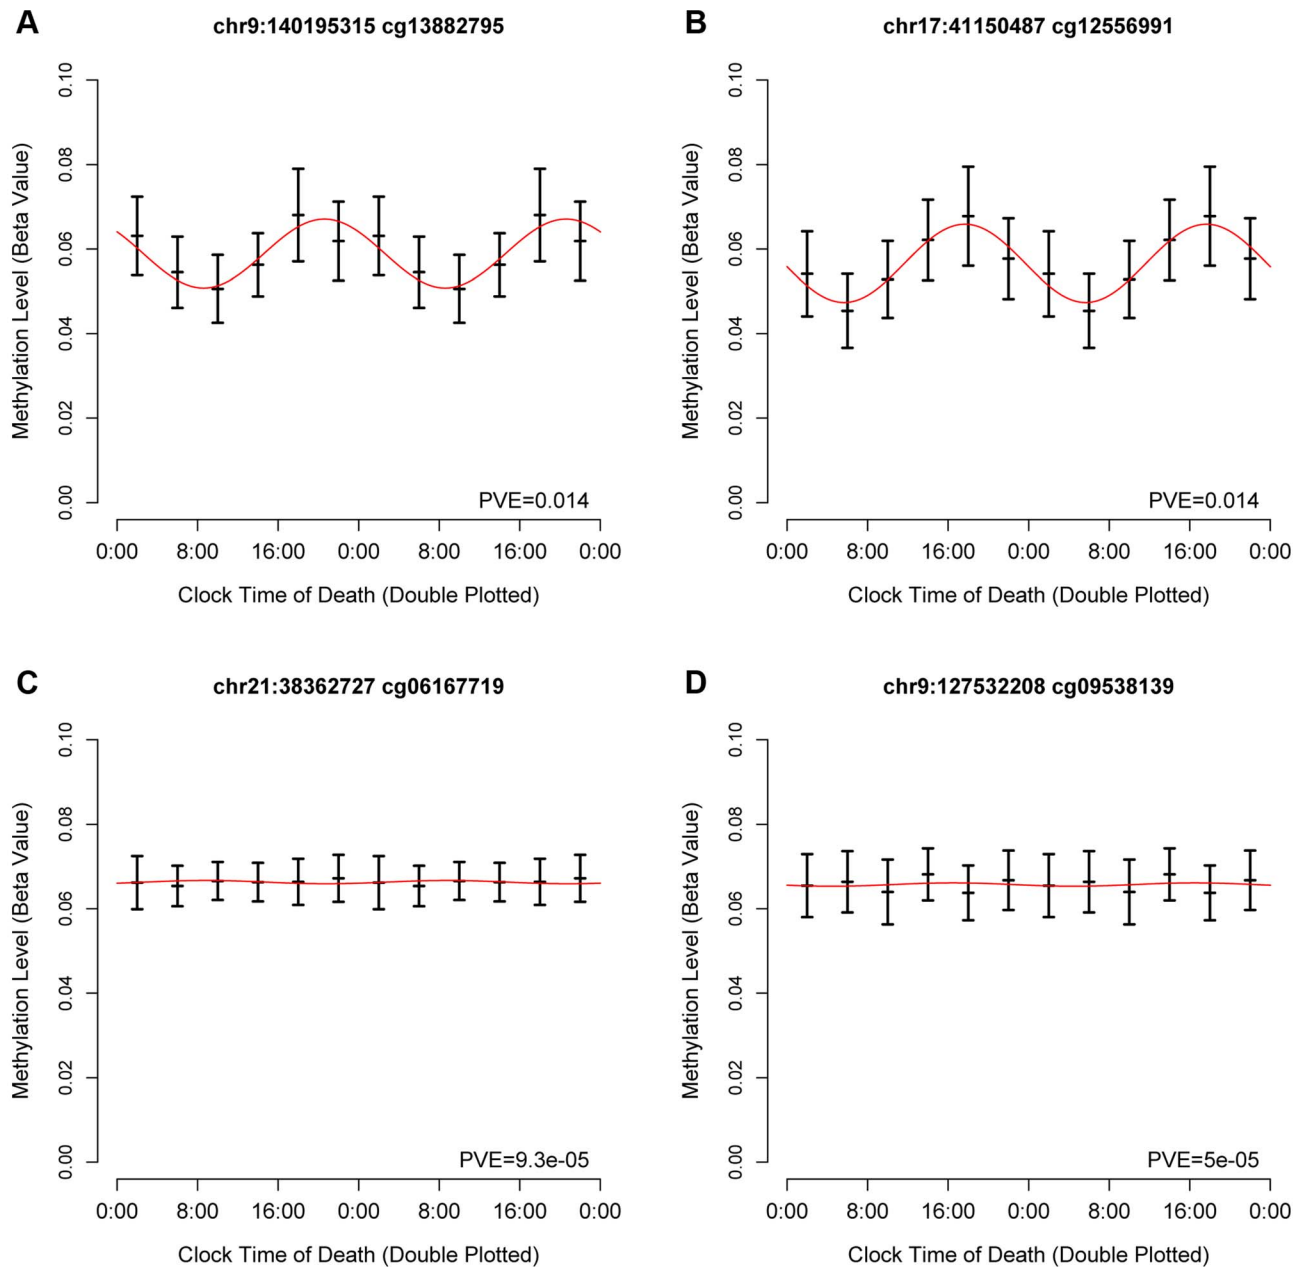 A
chr9:140195315 cg13882795
Methylation Level (Beta Value)
0.10
0.08
0.06
0.04
0.02
0.00
PVE=0.014
0:00 8:00 16:00 0:00 8:00 16:00 0:00
Clock Time of Death (Double Plotted)
B
chr17:41150487 cg12556991
Methylation Level (Beta Value)
0.10
0.08
0.06
0.04
0.02
0.00
PVE=0.014
0:00 8:00 16:00 0:00 8:00 16:00 0:00
Clock Time of Death (Double Plotted)
C
chr21:38362727 cg06167719
Methylation Level (Beta Value)
0.10
0.08
0.06
0.04
0.02
0.00
PVE=9.3e-05
0:00 8:00 16:00 0:00 8:00 16:00 0:00
Clock Time of Death (Double Plotted)
D
chr9:127532208 cg09538139
Methylation Level (Beta Value)
0.10
0.08
0.06
0.04
0.02
0.00
PVE=5e-05
0:00 8:00 16:00 0:00 8:00 16:00 0:00
Clock Time of Death (Double Plotted)